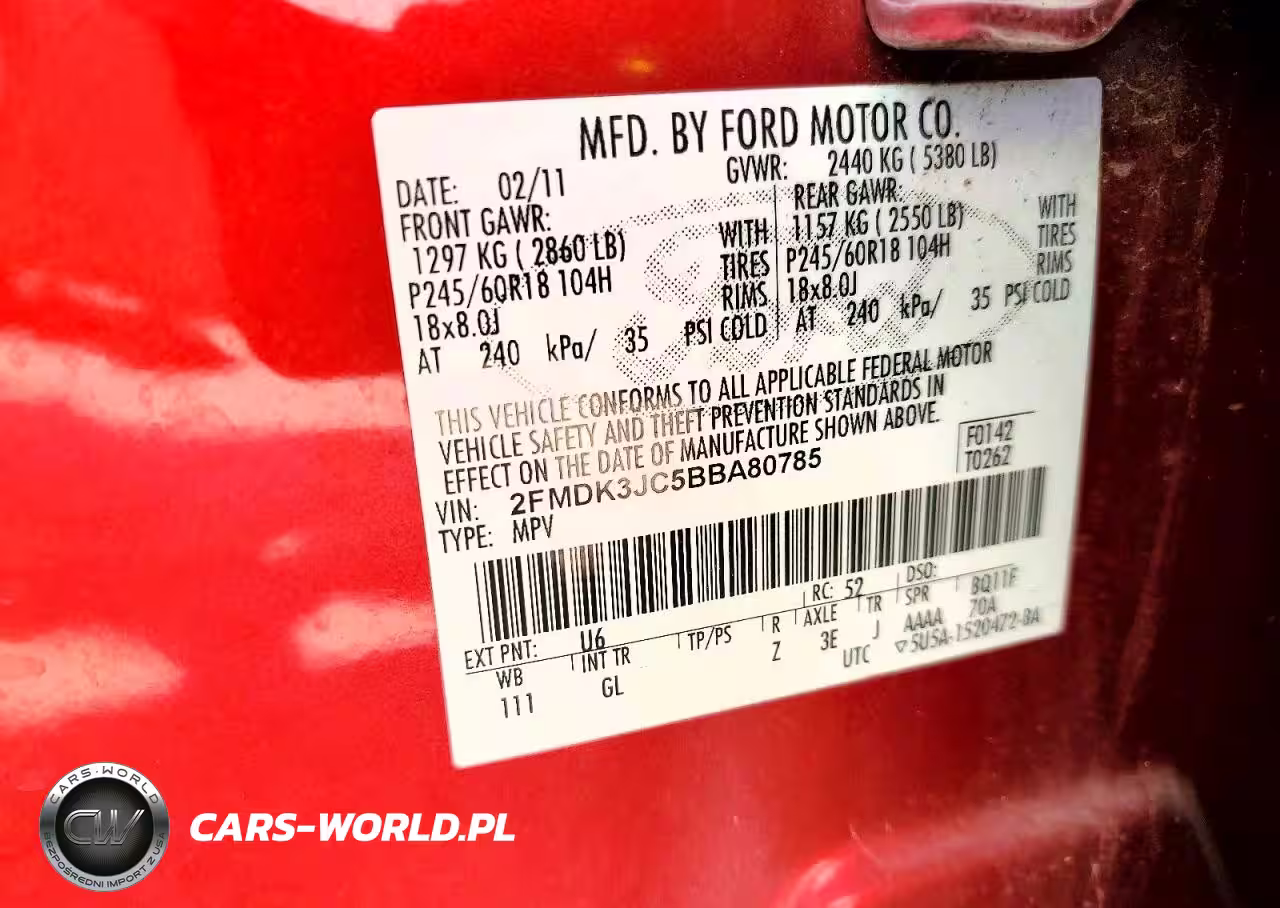 MFD. BY FORD MOTOR CO.
DATE: 02/11 GVWR: 2440 KG ( 5380 LB)
FRONT GAWR: REAR GAWR:
1297 KG ( 2860 LB) WITH 1157 KG ( 2550 LB) WITH
P245/60R18 104H TIRES P245/60R18 104H TIRES
18x8.0J RIMS 18x8.0J RIMS
AT 240 kPa/ 35 PSI COLD AT 240 kPa/ 35 PSI COLD
THIS VEHICLE CONFORMS TO ALL APPLICABLE FEDERAL MOTOR
VEHICLE SAFETY AND THEFT PREVENTION STANDARDS IN
EFFECT ON THE DATE OF MANUFACTURE SHOWN ABOVE.
F0142
T0262
VIN: 2FMDK3JC5BBA80785
TYPE: MPV
EXT PNT: U6 RC: 52 DSO:
WB INT TR TP/PS R AXLE TR SPR BQ11F
111 GL Z 3E J AAAA 70A
UTC ▽5U5A-1520472-BA
CARS-WORLD
CW
BEZPOŚREDNI IMPORT Z USA
CARS-WORLD.PL